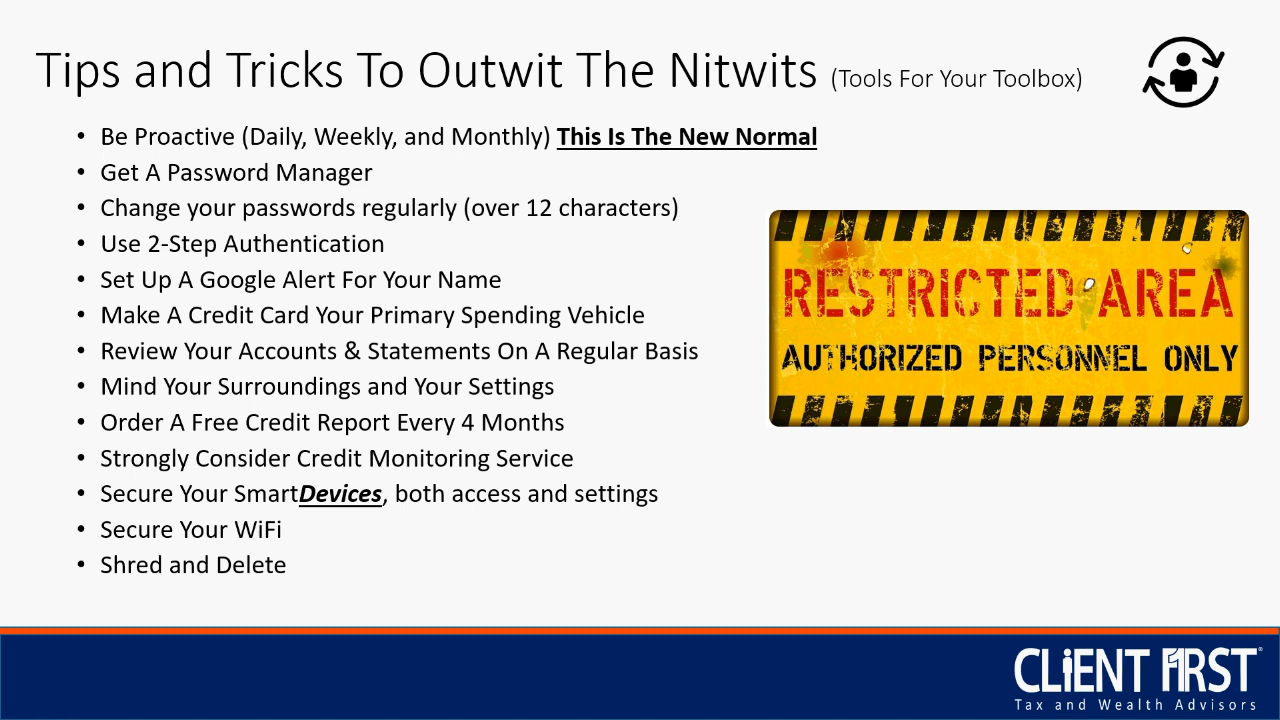 Tips and Tricks To Outwit The Nitwits (Tools For Your Toolbox)
• Be Proactive (Daily, Weekly, and Monthly) This Is The New Normal
• Get A Password Manager
• Change your passwords regularly (over 12 characters)
• Use 2-Step Authentication
• Set Up A Google Alert For Your Name
• Make A Credit Card Your Primary Spending Vehicle
• Review Your Accounts & Statements On A Regular Basis
• Mind Your Surroundings and Your Settings
• Order A Free Credit Report Every 4 Months
• Strongly Consider Credit Monitoring Service
• Secure Your SmartDevices, both access and settings
• Secure Your WiFi
• Shred and Delete
RESTRICTED AREA
AUTHORIZED PERSONNEL ONLY
CLiENT FIRST®
Tax and Wealth Advisors